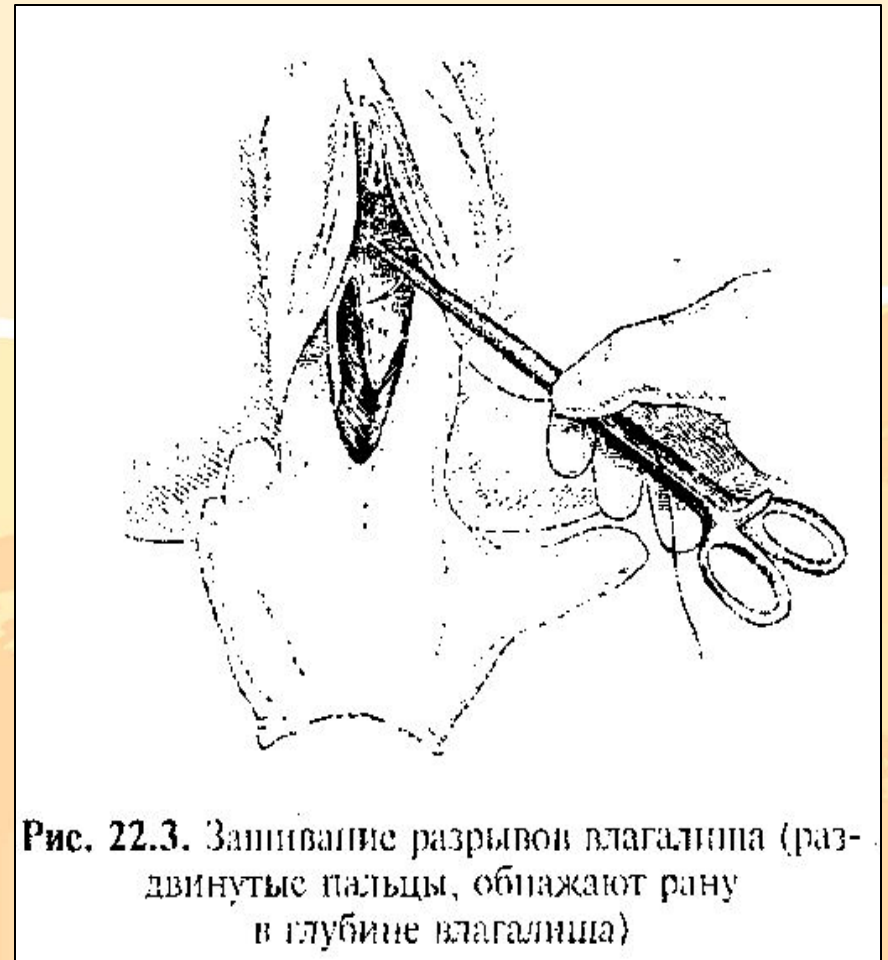 Рис. 22.3. Зашивание разрывов влагалища (раз-
двинутые пальцы, обнажают рану
в глубине влагалища)